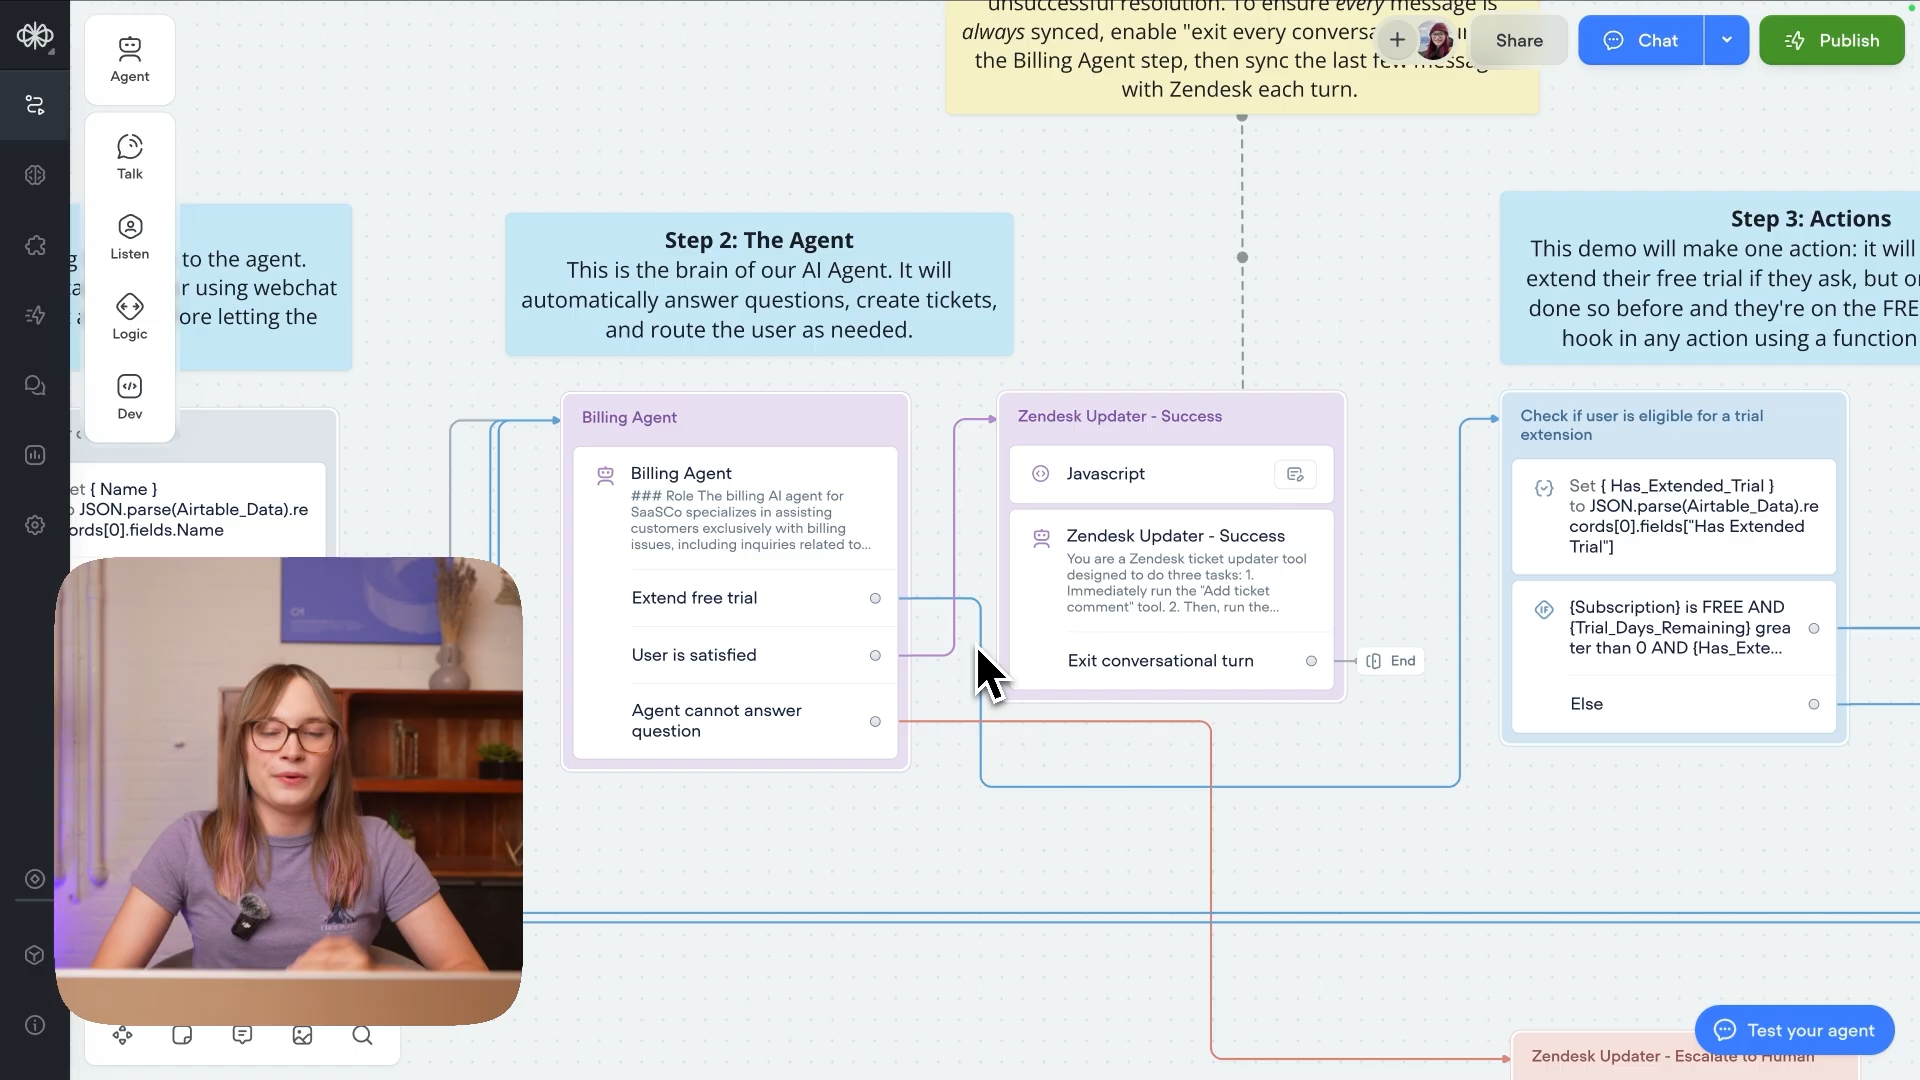 unsuccessful resolution. To ensure every message is
always synced, enable "exit every conversa
the Billing Agent step, then sync the last few messag
with Zendesk each turn.
Share
Chat
Publish
Agent
Talk
Listen
Logic
Dev
to the agent.
r using webchat
ore letting the
Step 2: The Agent
This is the brain of our AI Agent. It will
automatically answer questions, create tickets,
and route the user as needed.
Step 3: Actions
This demo will make one action: it will
extend their free trial if they ask, but
done so before and they're on the FRE
hook in any action using a function
et { Name }
JSON.parse(Airtable_Data).re
ords[0].fields.Name
Billing Agent
Billing Agent
### Role The billing AI agent for
SaaSCo specializes in assisting
customers exclusively with billing
issues, including inquiries related to...
Extend free trial
User is satisfied
Agent cannot answer
question
Zendesk Updater - Success
Javascript
Zendesk Updater - Success
You are a Zendesk ticket updater tool
designed to do three tasks: 1.
Immediately run the "Add ticket
comment" tool. 2. Then, run the...
Exit conversational turn
End
Check if user is eligible for a trial
extension
Set { Has_Extended_Trial }
to JSON.parse(Airtable_Data).re
cords[0].fields["Has Extended
Trial"]
IF
{Subscription} is FREE AND
{Trial_Days_Remaining} grea
ter than 0 AND {Has_Exte...
Else
Test your agent
Zendesk Updater - Escalate to Human